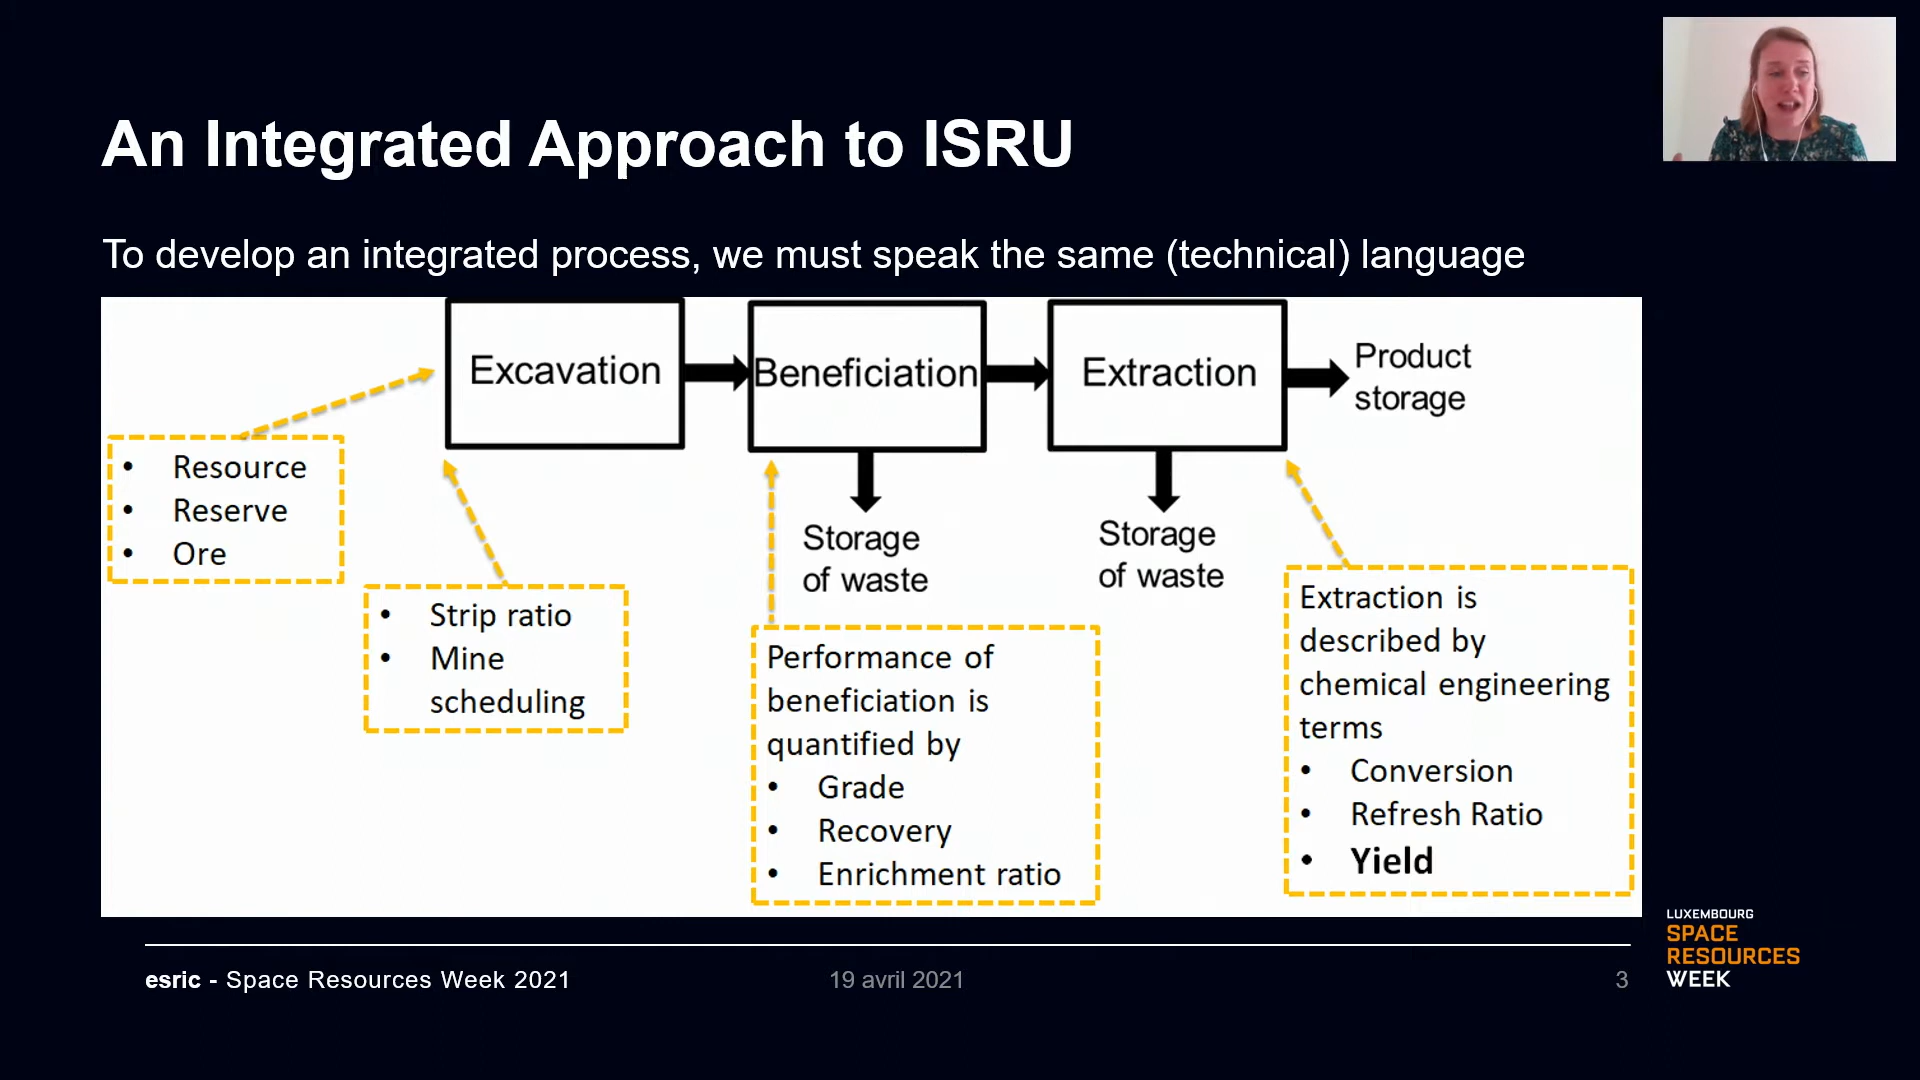 An Integrated Approach to ISRU
To develop an integrated process, we must speak the same (technical) language
Excavation
Beneficiation
Extraction
Product
storage
• Resource
• Reserve
• Ore
• Strip ratio
• Mine
scheduling
Storage
of waste
Storage
of waste
Performance of
beneficiation is
quantified by
• Grade
• Recovery
• Enrichment ratio
Extraction is
described by
chemical engineering
terms
• Conversion
• Refresh Ratio
• Yield
esric - Space Resources Week 2021
19 avril 2021
3
LUXEMBOURG
SPACE
RESOURCES
WEEK